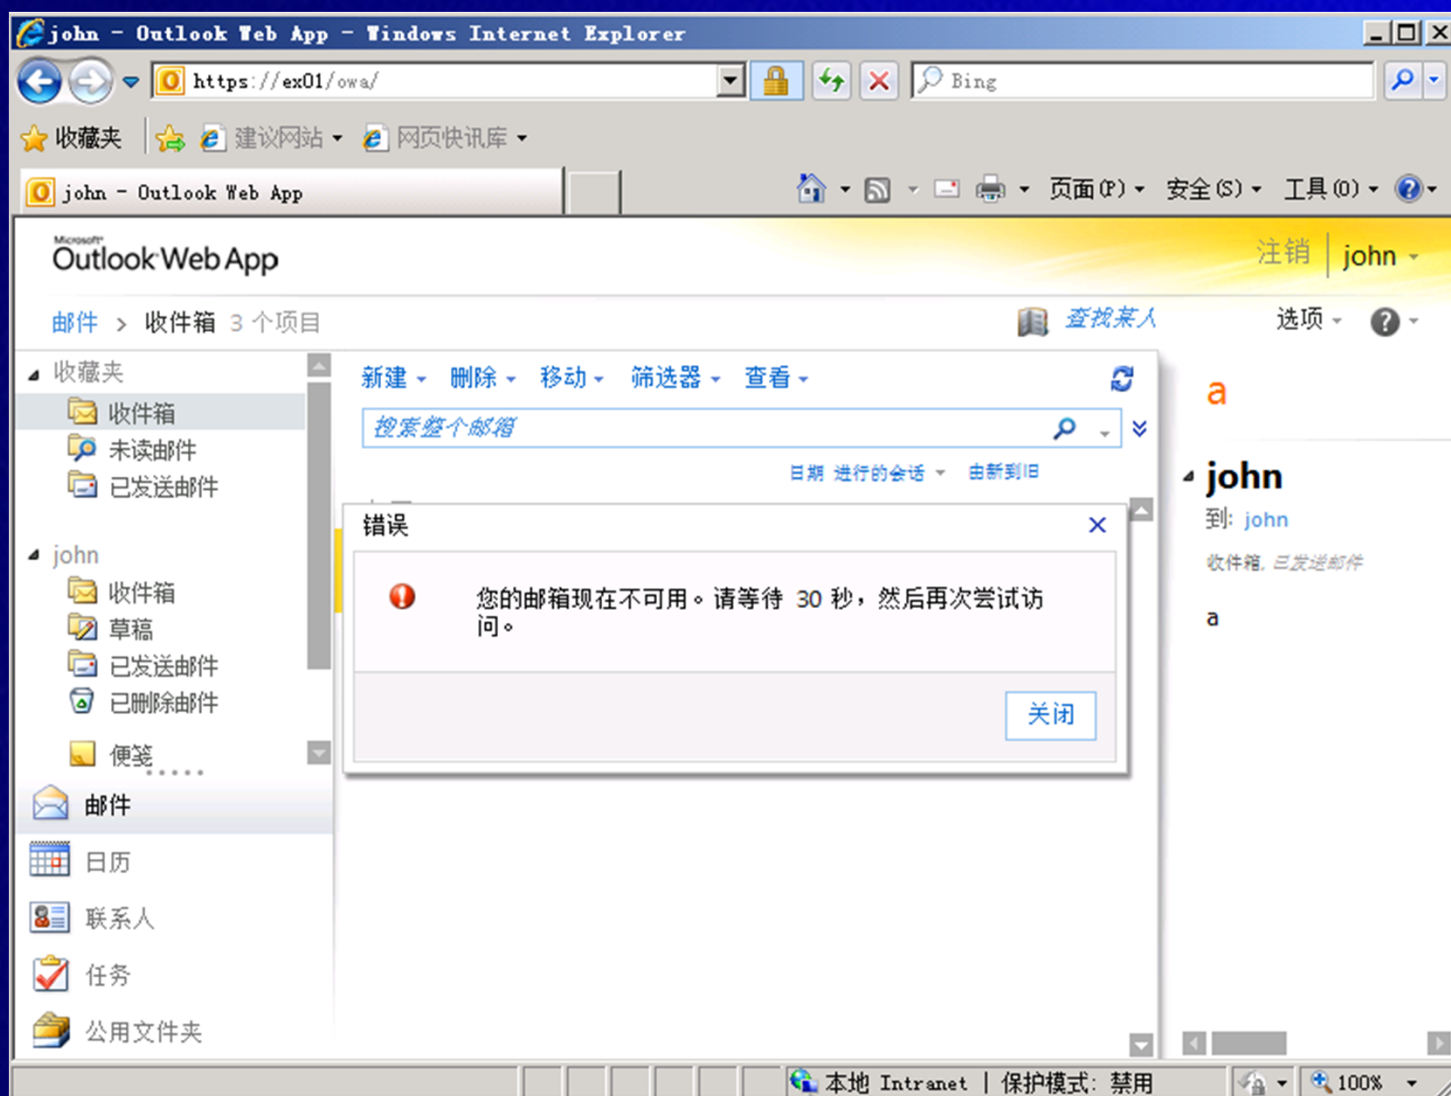 john - Outlook Web App - Windows Internet Explorer
https://ex01/owa/
Bing
收藏夹 建议网站 网页快讯库
john - Outlook Web App 页面(P) 安全(S) 工具(O)
Microsoft
Outlook Web App
注销 john
邮件 > 收件箱 3 个项目 查找某人 选项
收藏夹
收件箱
未读邮件
已发送邮件
john
收件箱
草稿
已发送邮件
已删除邮件
便笺
邮件
日历
联系人
任务
公用文件夹
新建 删除 移动 筛选器 查看
搜索整个邮箱
日期 进行的会话 由新到旧
错误
您的邮箱现在不可用。请等待 30 秒，然后再次尝试访
问。
关闭
a
john
到: john
收件箱, 已发送邮件
a
本地 Intranet | 保护模式: 禁用 100%